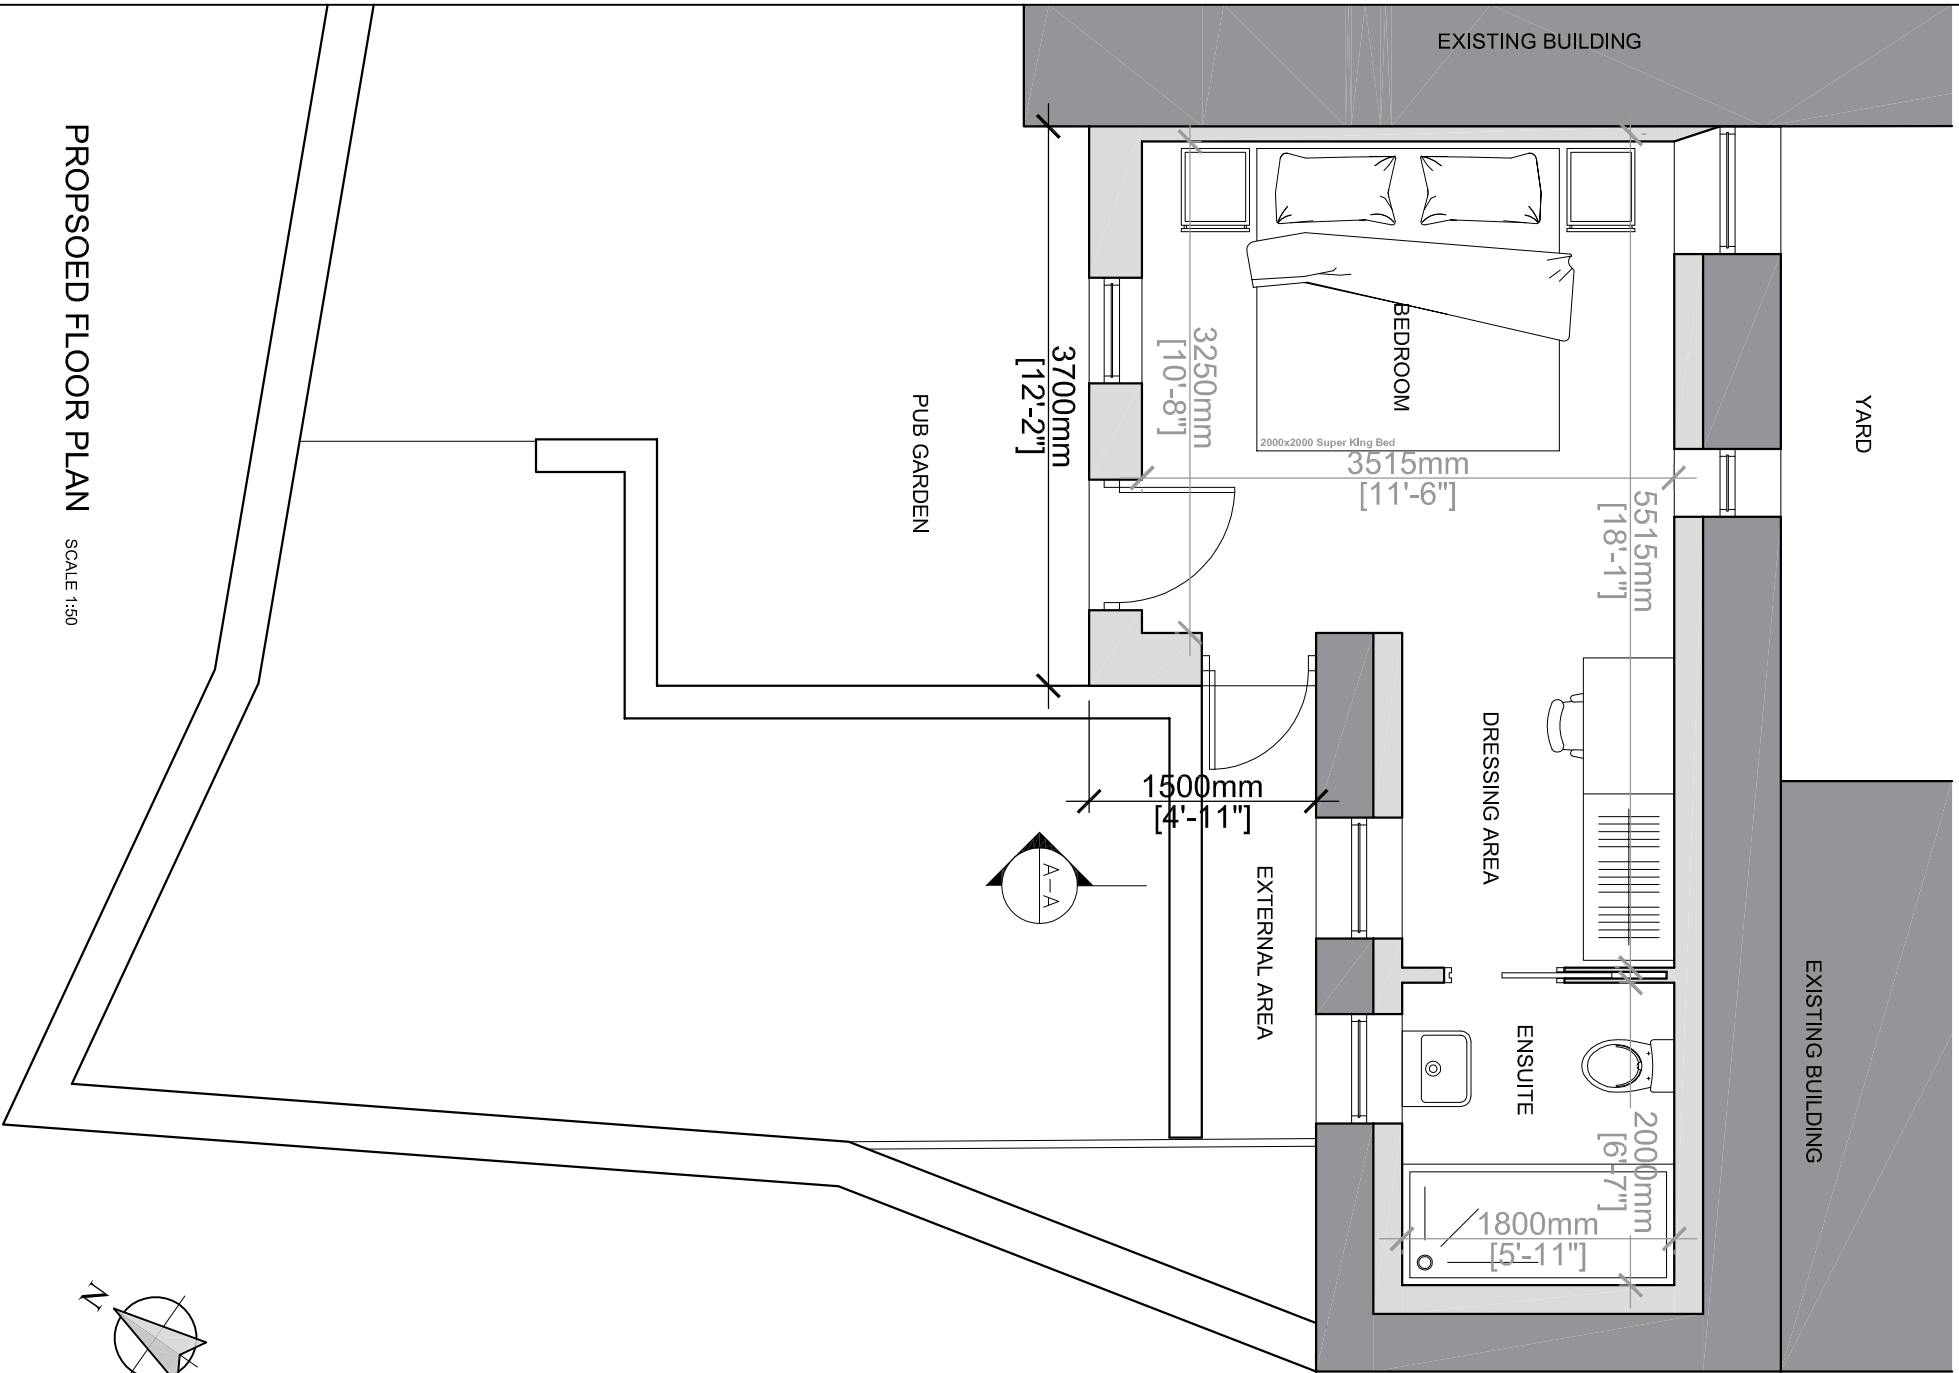 EXISTING BUILDING
YARD
BEDROOM
2000x2000 Super KIng Bed
3250mm
[10'-8"]
3700mm
[12'-2"]
3515mm
[11'-6"]
5515mm
[18'-1"]
PUB GARDEN
PROPSOED FLOOR PLAN SCALE 1:50
DRESSING AREA
1500mm
[4'-11"]
A-A
EXTERNAL AREA
ENSUITE
EXISTING BUILDING
2000mm
[6'-7"]
1800mm
[5'-11"]
N